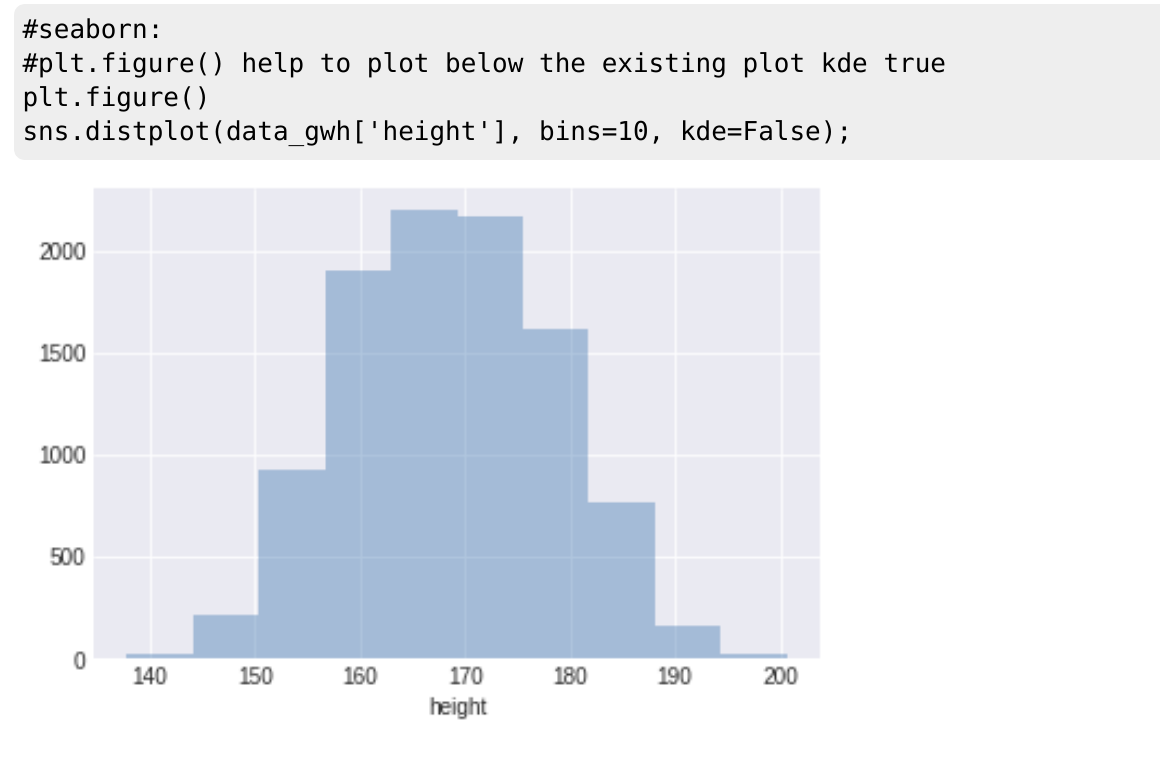 #seaborn:
#plt.figure() help to plot below the existing plot kde true
plt.figure()
sns.distplot(data_gwh['height'], bins=10, kde=False);
2000
1500
1000
500
0
140 150 160 170 180 190 200
height